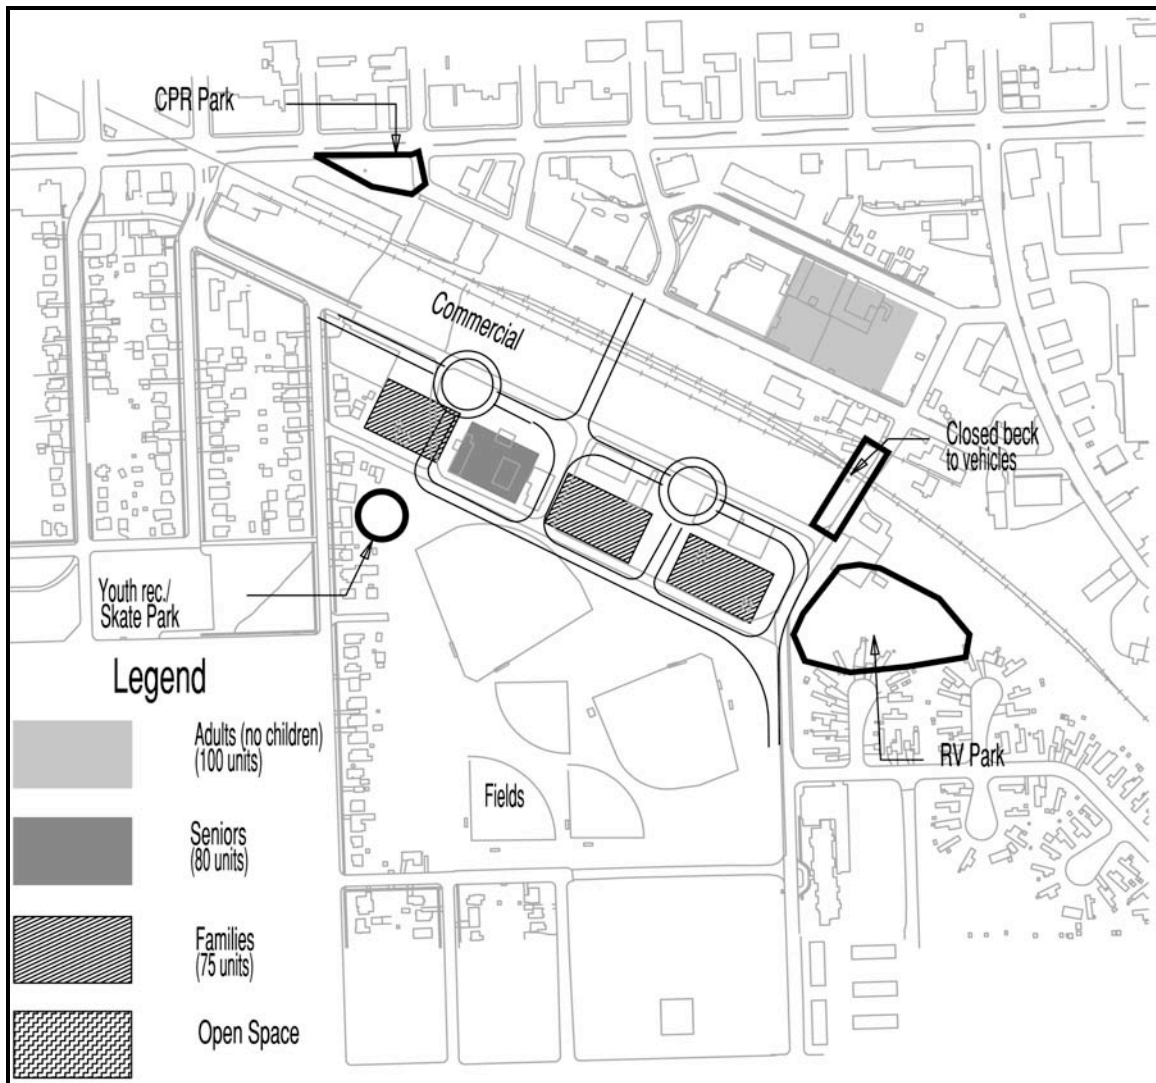 CPR Park
Commercial
Closed beck
to vehicles
Youth rec./
Skate Park
RV Park
Fields
Legend
Adults (no children)
(100 units)
Seniors
(80 units)
Families
(75 units)
Open Space